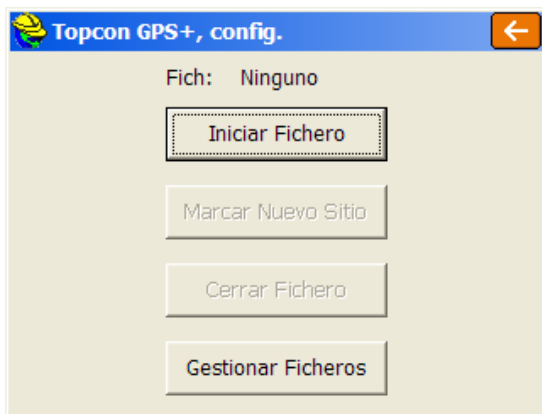 Topcon GPS+, config.
Fich: Ninguno
Iniciar Fichero
Marcar Nuevo Sitio
Cerrar Fichero
Gestionar Ficheros